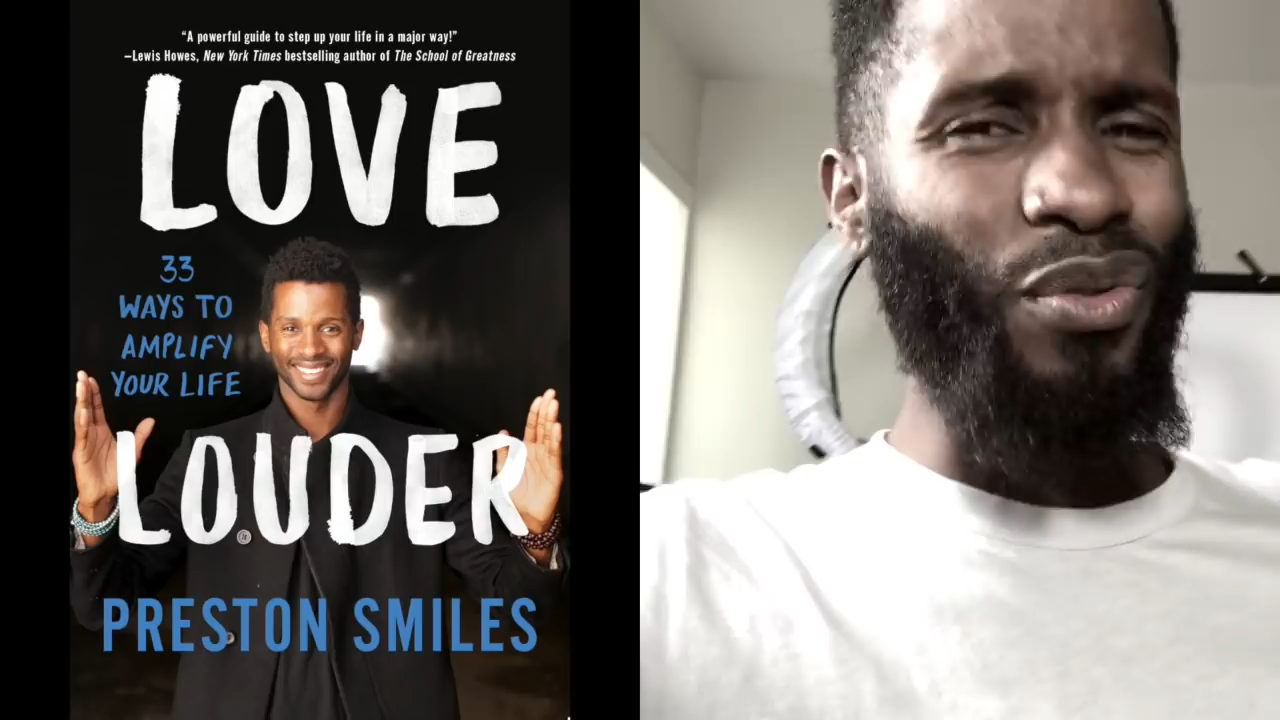 “A powerful guide to step up your life in a major way!”
–Lewis Howes, New York Times bestselling author of The School of Greatness
LOVE
33
WAYS TO
AMPLIFY
YOUR LIFE
LOUDER
PRESTON SMILES